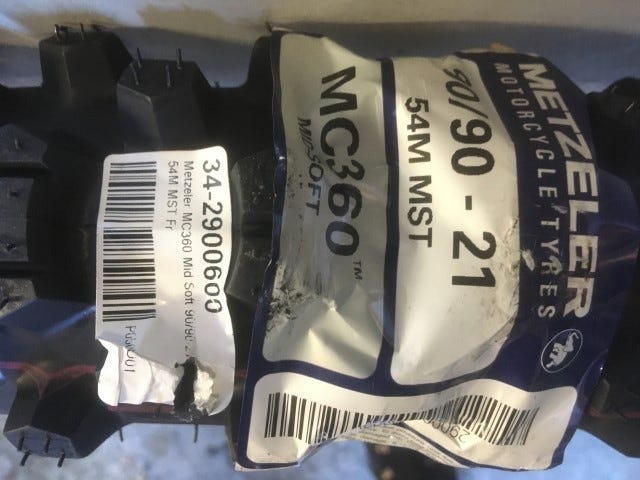 METZELER
MOTORCYCLE TYRES
90/90 - 21
54M MST
MC360™
MID SOFT
34-2900600
Metzeler MC360 Mid Soft 90/90
54M MST Fr